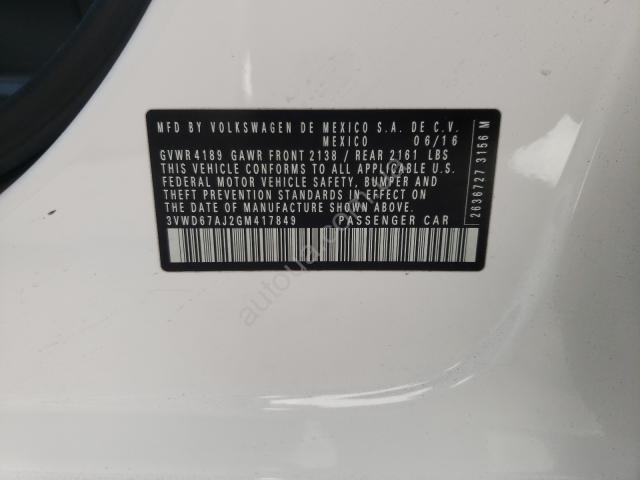 MFD BY VOLKSWAGEN DE MEXICO S.A. DE C.V.
MEXICO 06/16
GVWR 4189 GAWR FRONT 2138 / REAR 2161 LBS
THIS VEHICLE CONFORMS TO ALL APPLICABLE U.S.
FEDERAL MOTOR VEHICLE SAFETY, BUMPER AND
THEFT PREVENTION STANDARDS IN EFFECT ON
THE DATE OF MANUFACTURE SHOWN ABOVE.
3VWD67AJ2GM417849 PASSENGER CAR
2636727 3156 M
autoua.com